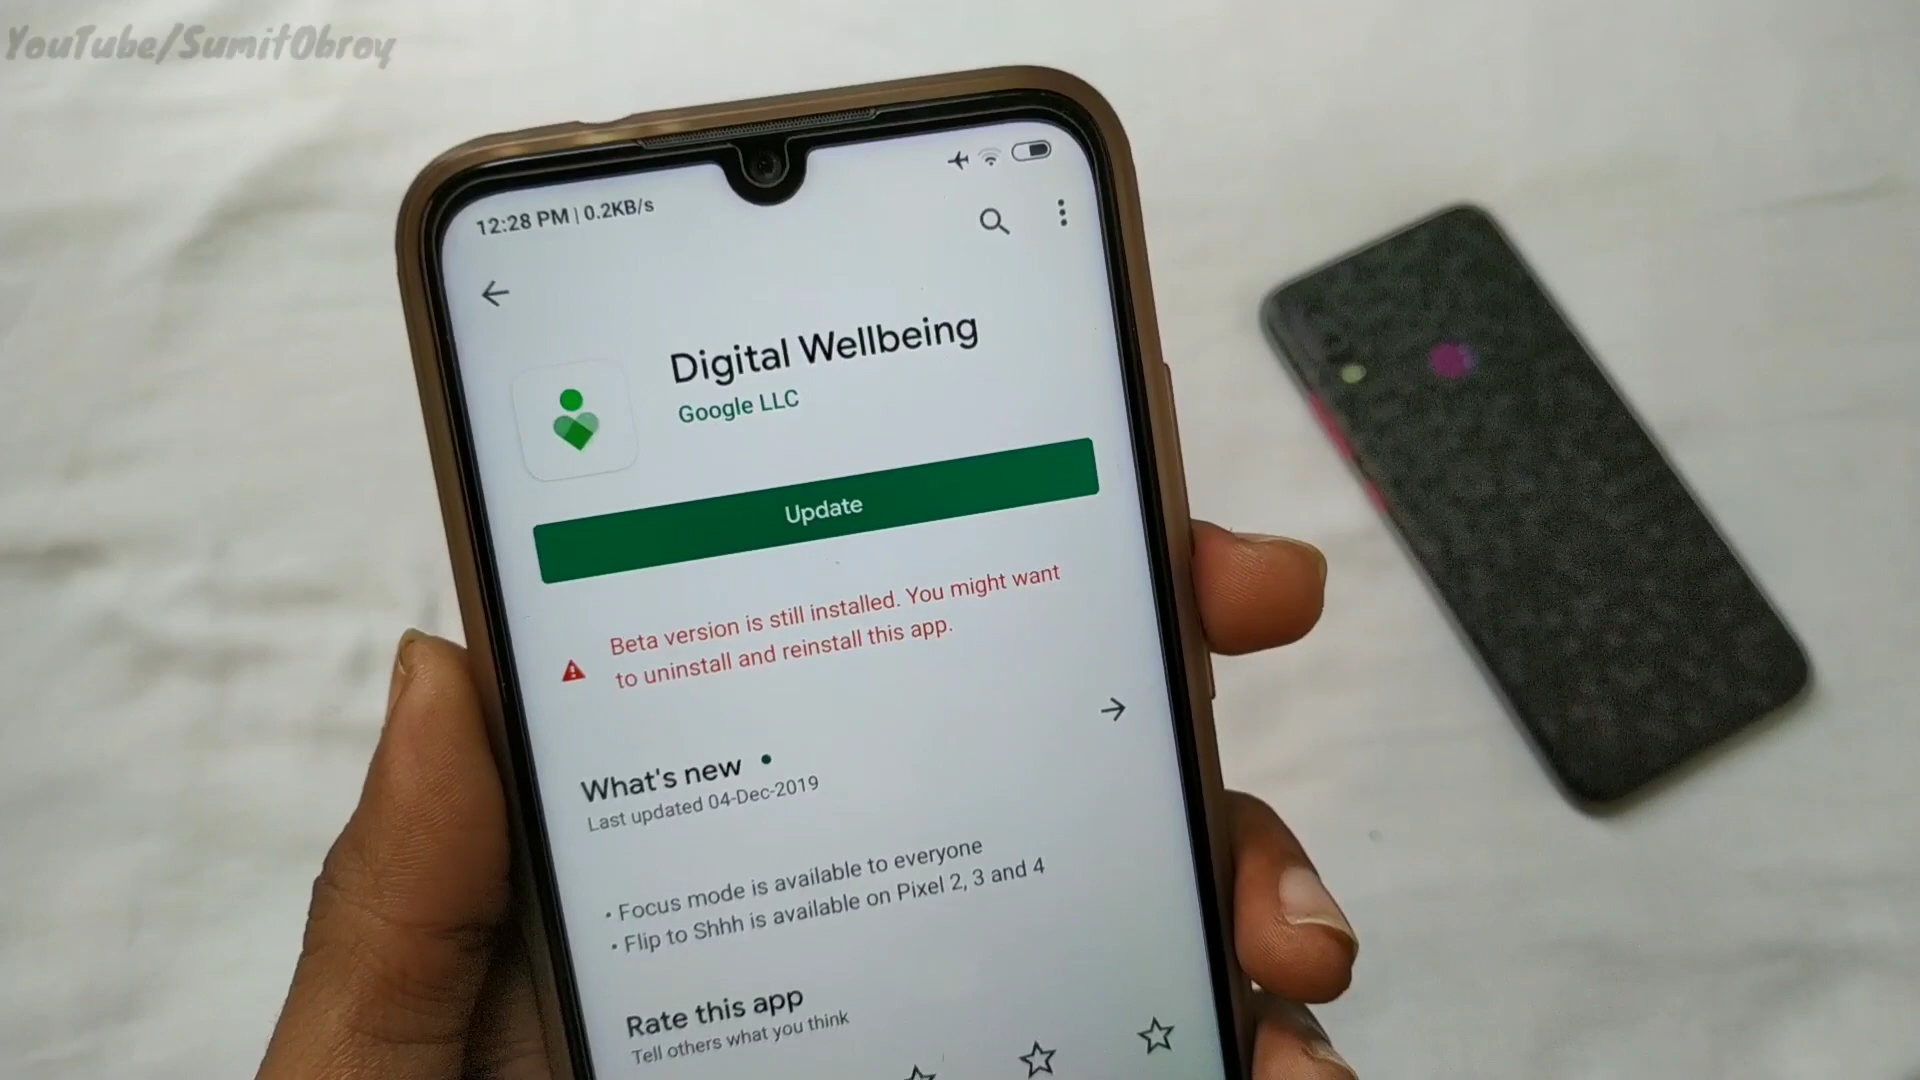 YouTube/SumitObroy
12:28 PM | 0.2KB/s
Digital Wellbeing
Google LLC
Update
Beta version is still installed. You might want
to uninstall and reinstall this app.
What's new •
Last updated 04-Dec-2019
• Focus mode is available to everyone
• Flip to Shhh is available on Pixel 2, 3 and 4
Rate this app
Tell others what you think